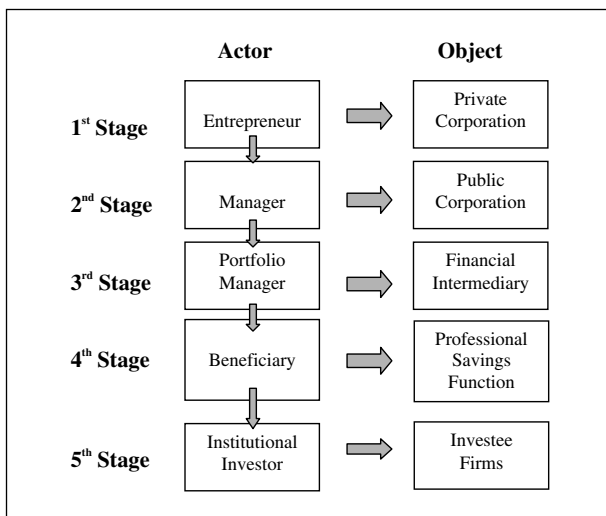 Actor Object
1st Stage Entrepreneur Private
Corporation
2nd Stage Manager Public
Corporation
3rd Stage Portfolio
Manager Financial
Intermediary
4th Stage Beneficiary Professional
Savings
Function
5th Stage Institutional
Investor Investee
Firms